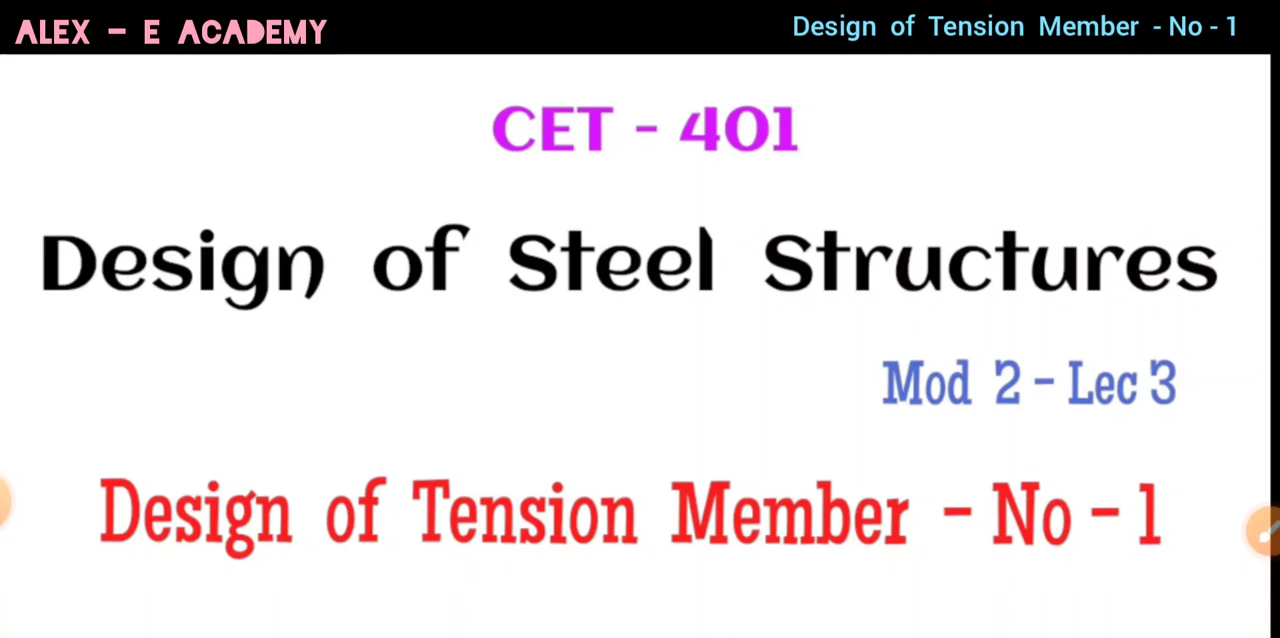 ALEX - E ACADEMY
Design of Tension Member - No - 1
CET - 401
Design of Steel Structures
Mod 2 - Lec 3
Design of Tension Member - No - 1